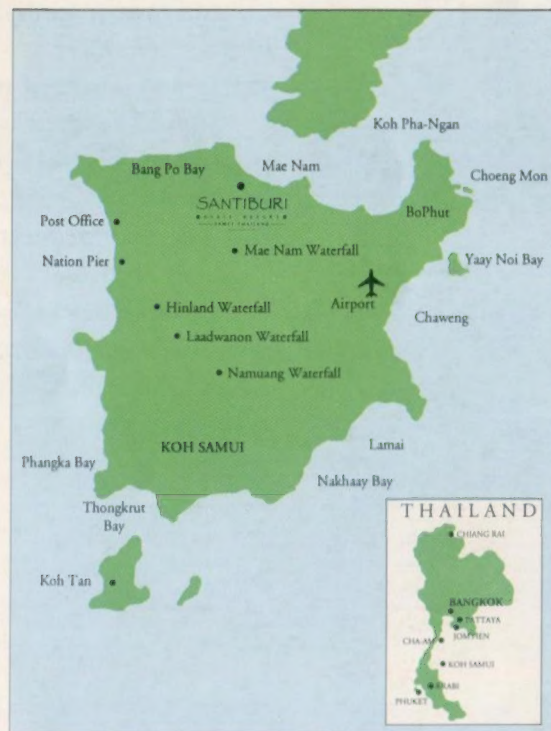 Koh Pha-Ngan
Bang Po Bay
Mae Nam
Choeng Mon
SANTIBURI
BoPhut
Post Office
Mae Nam Waterfall
Nation Pier
Yaay Noi Bay
Airport
Hinland Waterfall
Chaweng
Laadwanon Waterfall
Namuang Waterfall
KOH SAMUI
Lamai
Phangka Bay
Nakhaay Bay
Thongkrut
Bay
Koh Tan
THAILAND
CHIANG RAI
BANGKOK
PATTAYA
JOMTIEN
CHA-AM
KOH SAMUI
KRABI
PHUKET